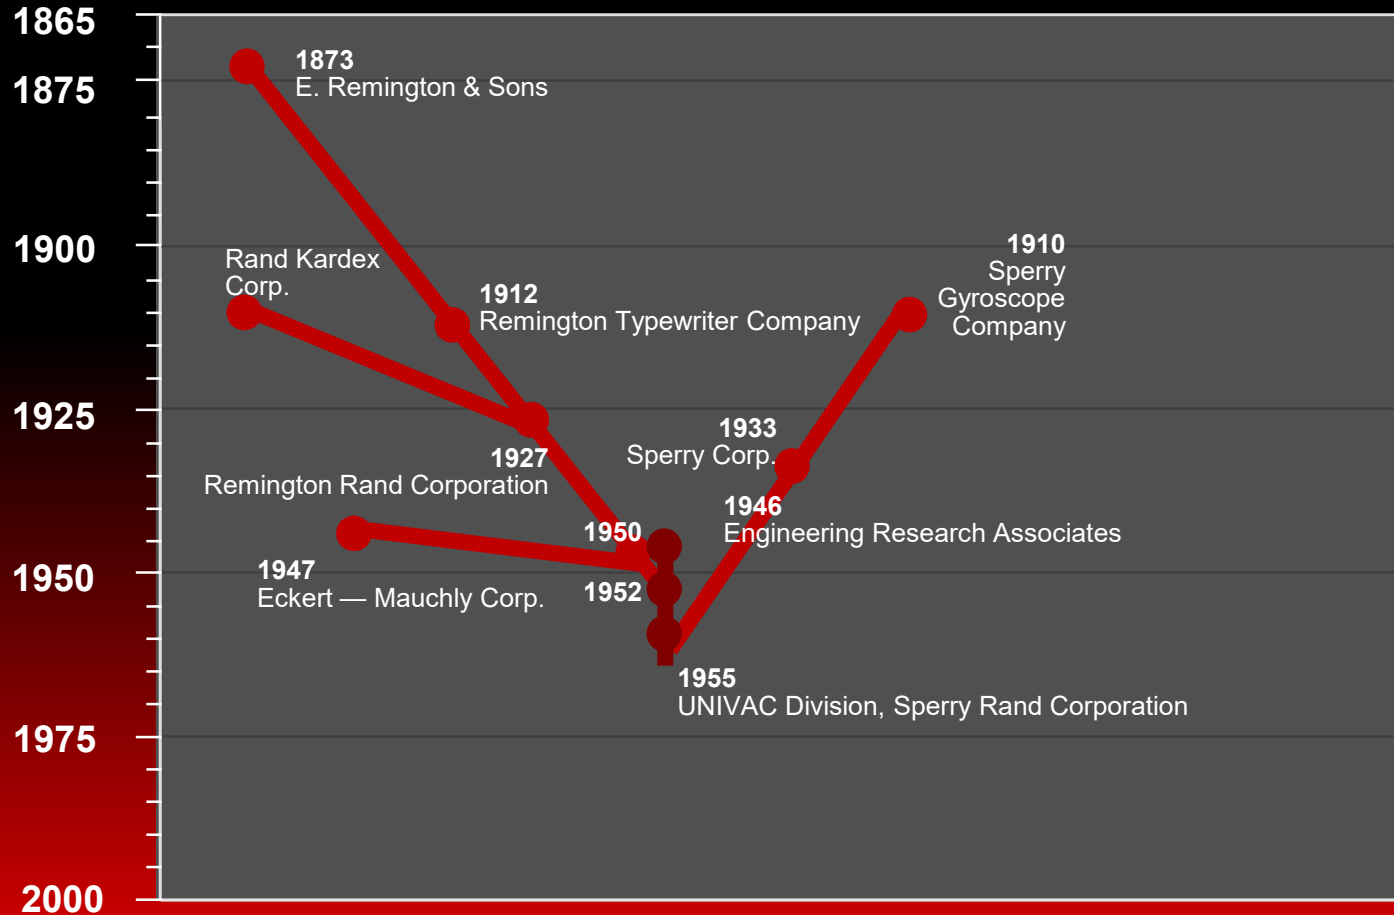 1865
1873
E. Remington & Sons
1875
1900
1910
Sperry
Gyroscope
Company
Rand Kardex
Corp.
1912
Remington Typewriter Company
1925
1933
Sperry Corp.
1927
Remington Rand Corporation
1946
Engineering Research Associates
1950
1947
Eckert — Mauchly Corp.
1950
1952
1955
UNIVAC Division, Sperry Rand Corporation
1975
2000